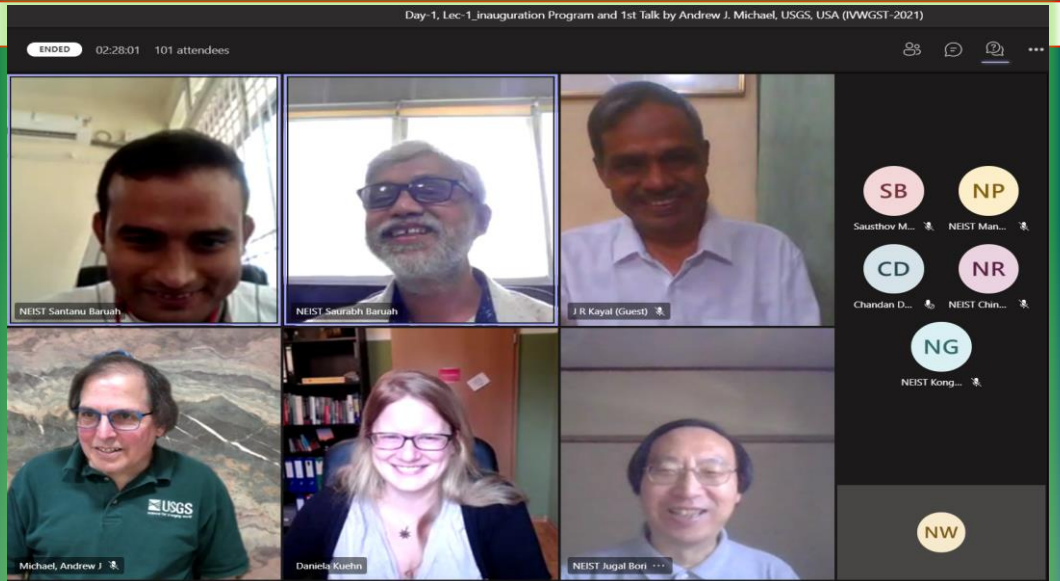 Day-1, Lec-1_inauguration Program and 1st Talk by Andrew J. Michael, USGS, USA (IVWGST-2021)
ENDED 02:28:01 101 attendees
NEIST Santanu Baruah
NEIST Saurabh Baruah
J R Kayal (Guest)
SB
NP
Sausthov M...
NEIST Man...
CD
NR
Chandan D...
NEIST Chin...
NG
NEIST Kong...
USGS
Michael, Andrew J
Daniela Kuehn
NEIST Jugal Bori ...
NW